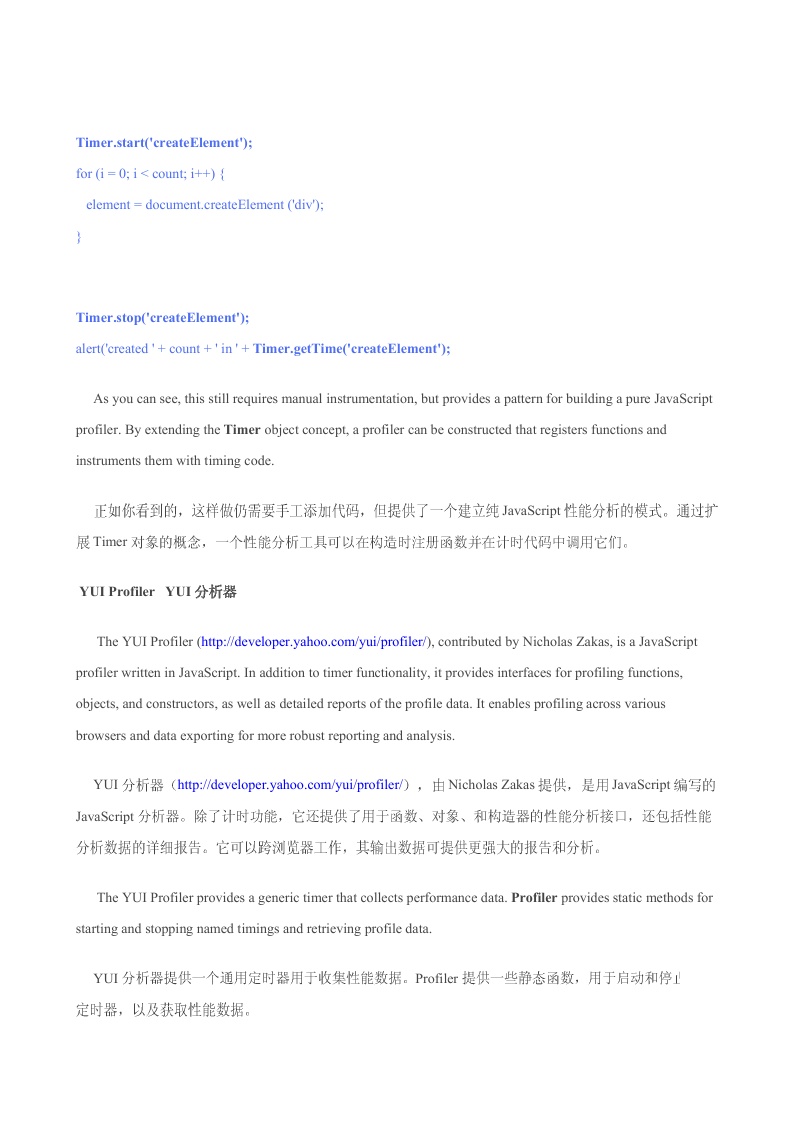 Timer.start('createElement');
for (i = 0; i < count; i++) {
element = document.createElement ('div');
}
Timer.stop('createElement');
alert('created ' + count + ' in ' + Timer.getTime('createElement');
As you can see, this still requires manual instrumentation, but provides a pattern for building a pure JavaScript
profiler. By extending the Timer object concept, a profiler can be constructed that registers functions and
instruments them with timing code.
正如你看到的，这样做仍需要手工添加代码，但提供了一个建立纯 JavaScript 性能分析的模式。通过扩
展 Timer 对象的概念，一个性能分析工具可以在构造时注册函数并在计时代码中调用它们。
YUI Profiler YUI 分析器
The YUI Profiler (http://developer.yahoo.com/yui/profiler/), contributed by Nicholas Zakas, is a JavaScript
profiler written in JavaScript. In addition to timer functionality, it provides interfaces for profiling functions,
objects, and constructors, as well as detailed reports of the profile data. It enables profiling across various
browsers and data exporting for more robust reporting and analysis.
YUI 分析器（http://developer.yahoo.com/yui/profiler/），由 Nicholas Zakas 提供，是用 JavaScript 编写的
JavaScript 分析器。除了计时功能，它还提供了用于函数、对象、和构造器的性能分析接口，还包括性能
分析数据的详细报告。它可以跨浏览器工作，其输出数据可提供更强大的报告和分析。
The YUI Profiler provides a generic timer that collects performance data. Profiler provides static methods for
starting and stopping named timings and retrieving profile data.
YUI 分析器提供一个通用定时器用于收集性能数据。Profiler 提供一些静态函数，用于启动和停止
定时器，以及获取性能数据。